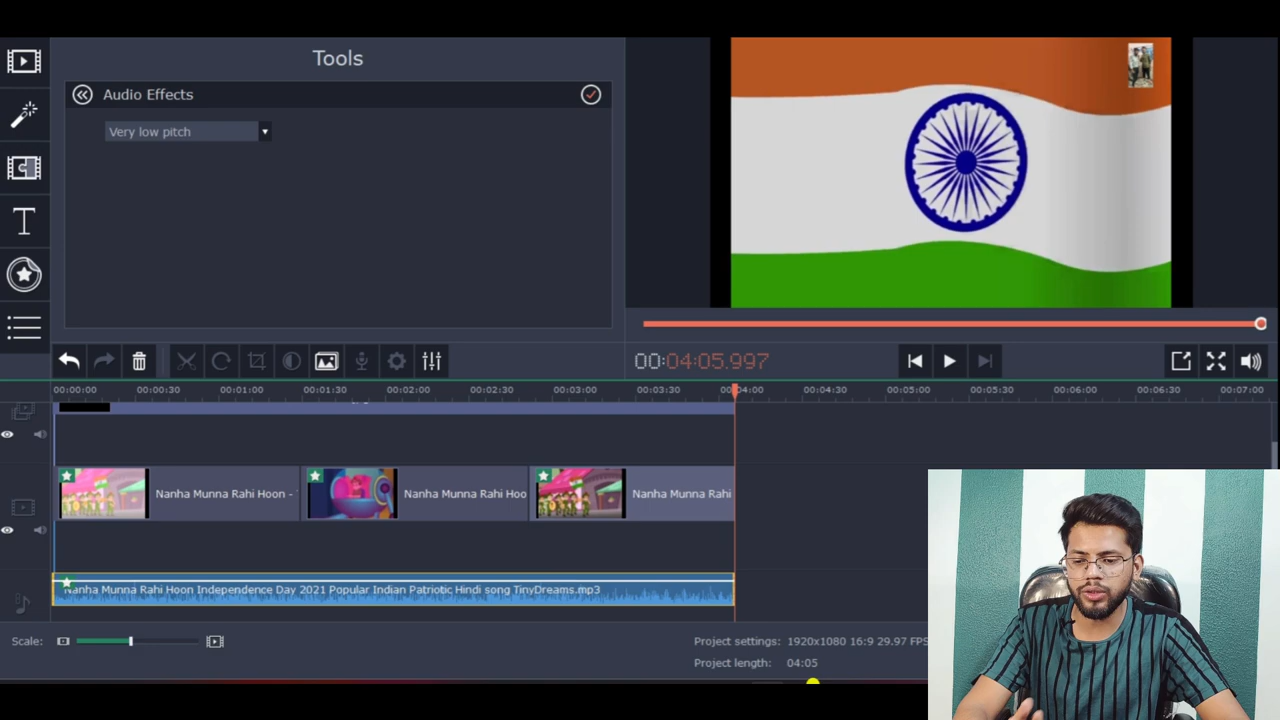 Tools
Audio Effects
Very low pitch
00:04:05.997
00:00:00 00:00:30 00:01:00 00:01:30 00:02:00 00:02:30 00:03:00 00:03:30 00:04:00 00:04:30 00:05:00 00:05:30 00:06:00 00:06:30 00:07:00
Nanha Munna Rahi Hoon - Nanha Munna Rahi Hoo Nanha Munna Rahi
Nanha Munna Rahi Hoon Independence Day 2021 Popular Indian Patriotic Hindi song TinyDreams.mp3
Scale:
Project settings: 1920x1080 16:9 29.97 FPS
Project length: 04:05